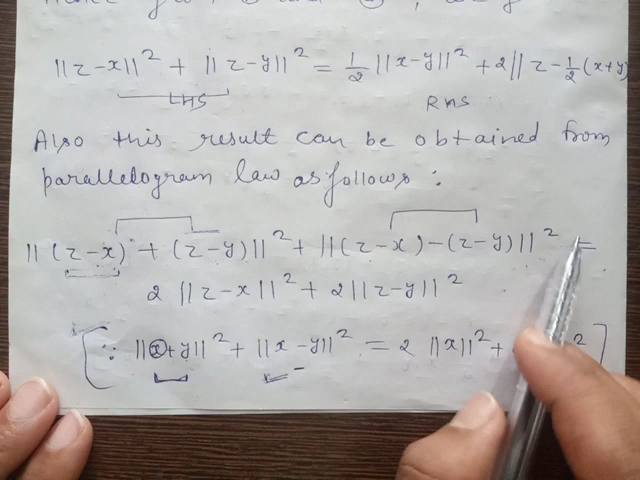 ||z-x||² + ||z-y||² = 1/2 ||x-y||² + 2||z-1/2(x+y)
LHS RHS
Also this result can be obtained from
parallelogram law as follows :
||(z-x) + (z-y)||² + ||(z-x)-(z-y)||² =
2 ||z-x||² + 2||z-y||²
[∵ ||x+y||² + ||x-y||² = 2 ||x||² + ²]